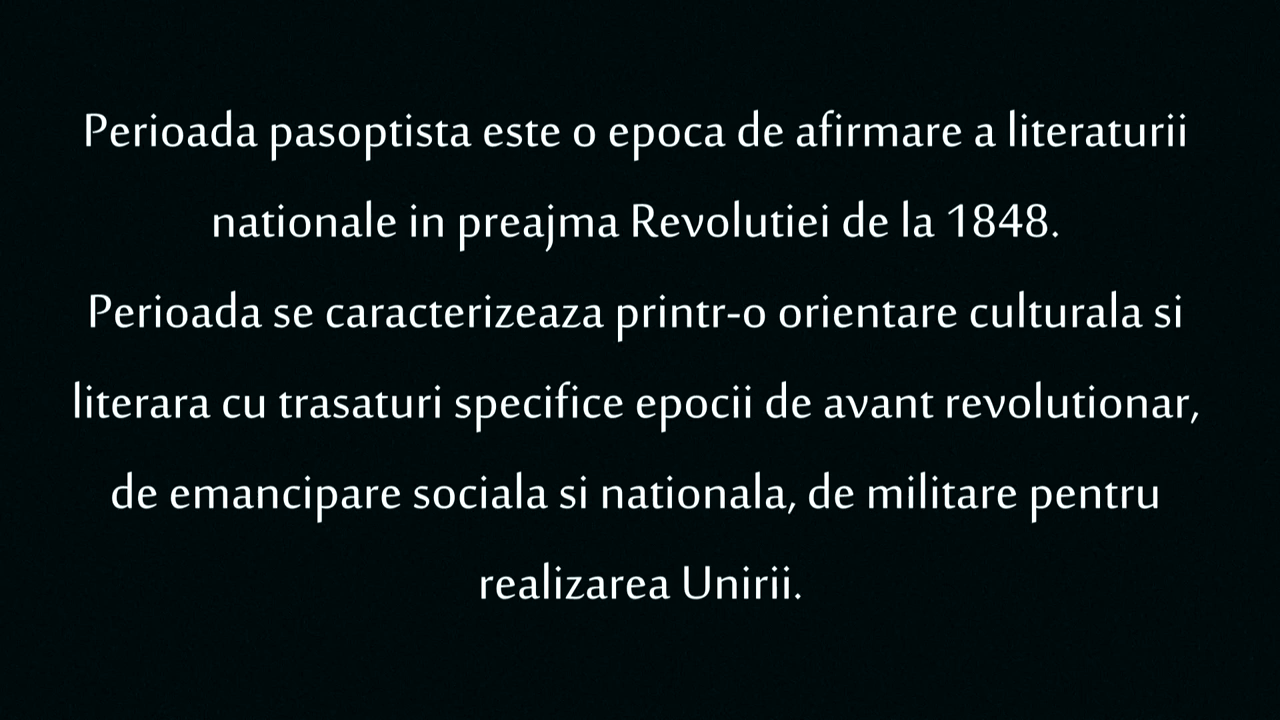 Perioada pasoptista este o epoca de afirmare a literaturii
nationale in preajma Revolutiei de la 1848.
Perioada se caracterizeaza printr-o orientare culturala si
literara cu trasaturi specifice epocii de avant revolutionar,
de emancipare sociala si nationala, de militare pentru
realizarea Unirii.